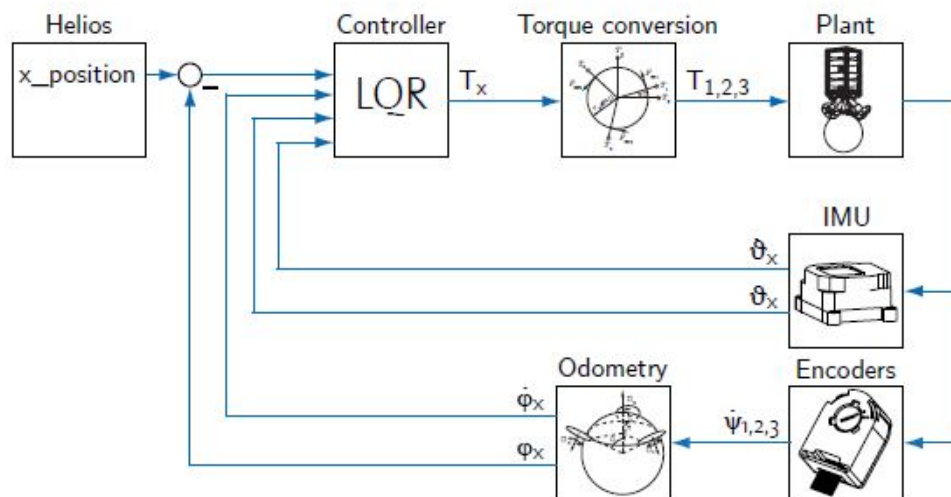 Helios
Controller
Torque conversion
Plant
x_position
LQR
Tₓ
T₁,₂,₃
IMU
ϑₓ
ϑₓ
Odometry
Encoders
φ̇ₓ
ψ̇₁,₂,₃
φₓ